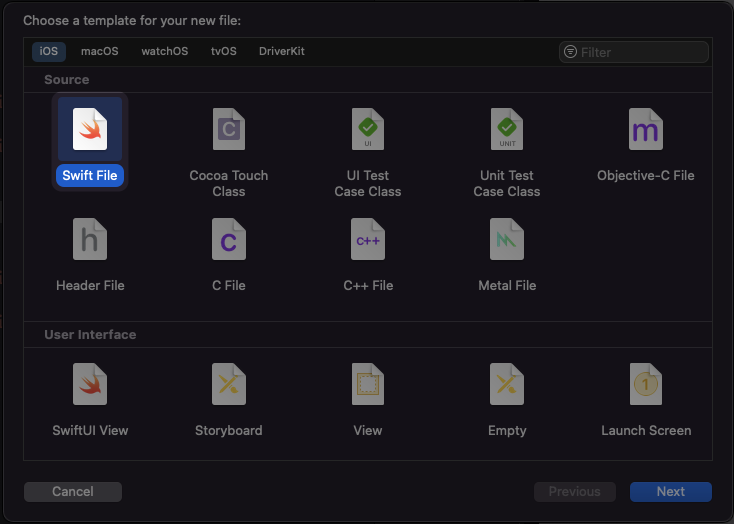 Choose a template for your new file:
iOS macOS watchOS tvOS DriverKit Filter
Source
Swift File
Cocoa Touch
Class
UI
UI Test
Case Class
UNIT
Unit Test
Case Class
m
Objective-C File
h
Header File
C
C File
C++
C++ File
Metal File
User Interface
SwiftUI View
Storyboard
View
Empty
1
Launch Screen
Cancel Previous Next